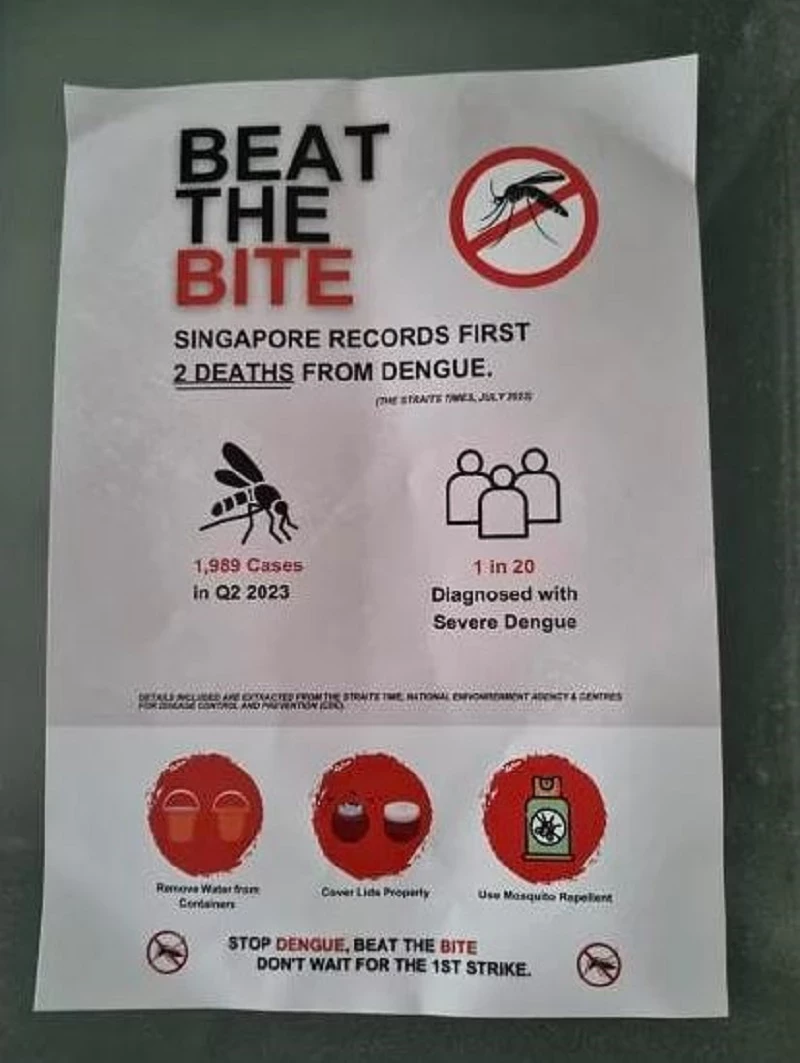 BEAT
THE
BITE
SINGAPORE RECORDS FIRST
2 DEATHS FROM DENGUE.
(THE STRAITS TIMES, JULY 2023)
1,989 Cases
in Q2 2023
1 in 20
Diagnosed with
Severe Dengue
DETAILS INCLUDED ARE EXTRACTED FROM THE STRAITS TIME, NATIONAL
AGENCY & CENTRES
FOR DISEASE CONTROL AND PREVENTION (CDC).
Remove Water from
Containers
Cover Lids Properly
Use Mosquito Repellent
STOP DENGUE, BEAT THE BITE
DON'T WAIT FOR THE 1ST STRIKE.